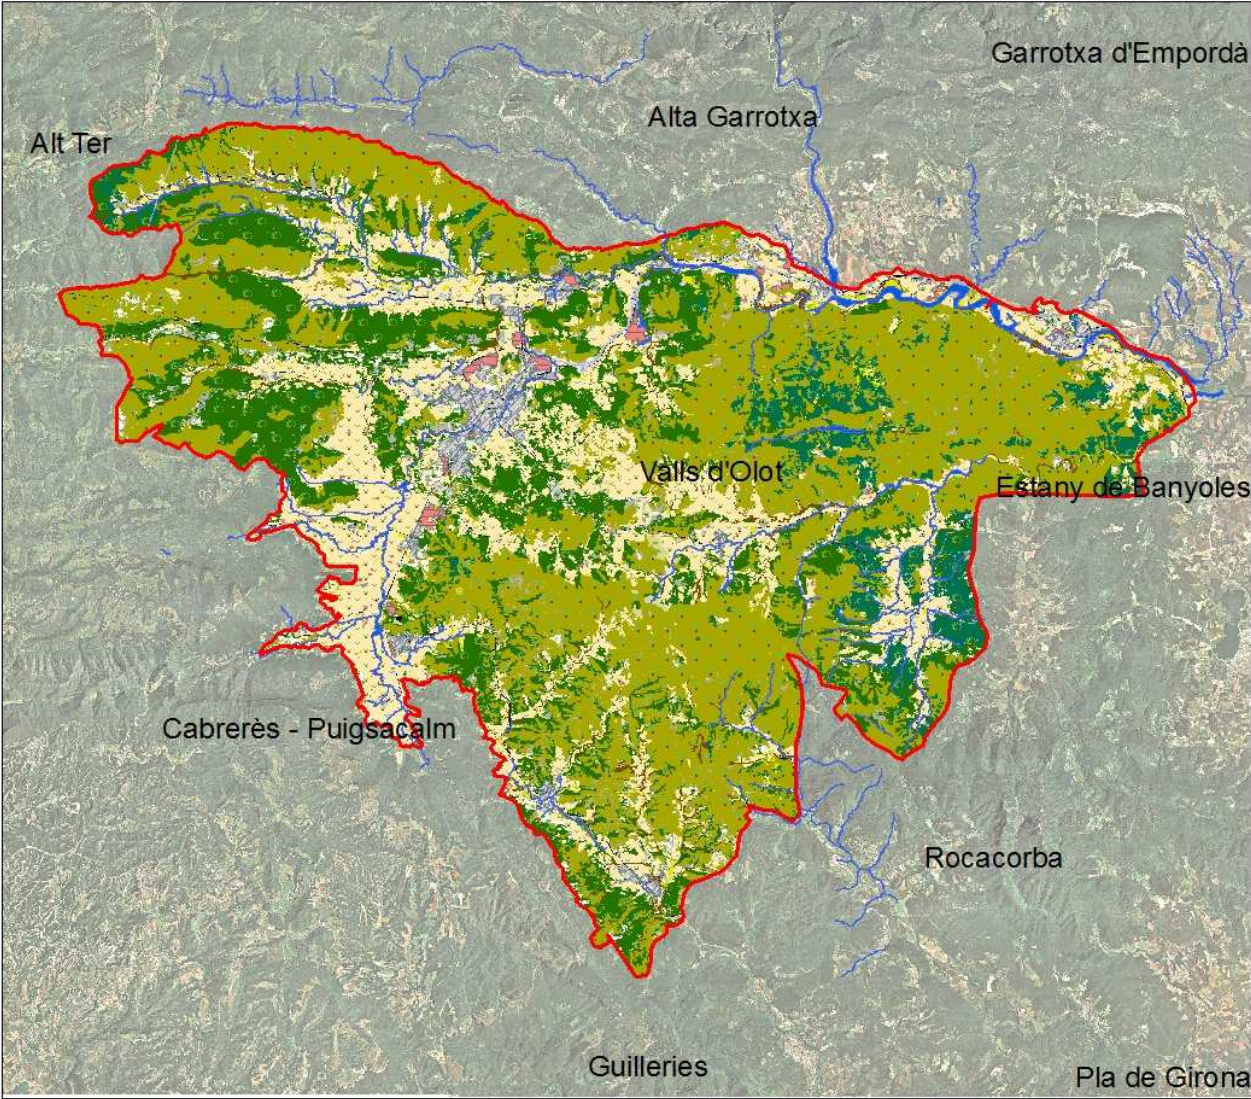 Garrotxa d'Empordà
Alta Garrotxa
Alt Ter
Valls d'Olot
Estany de Banyoles
Cabrerès - Puigsacalm
Rocacorba
Guilleries
Pla de Girona